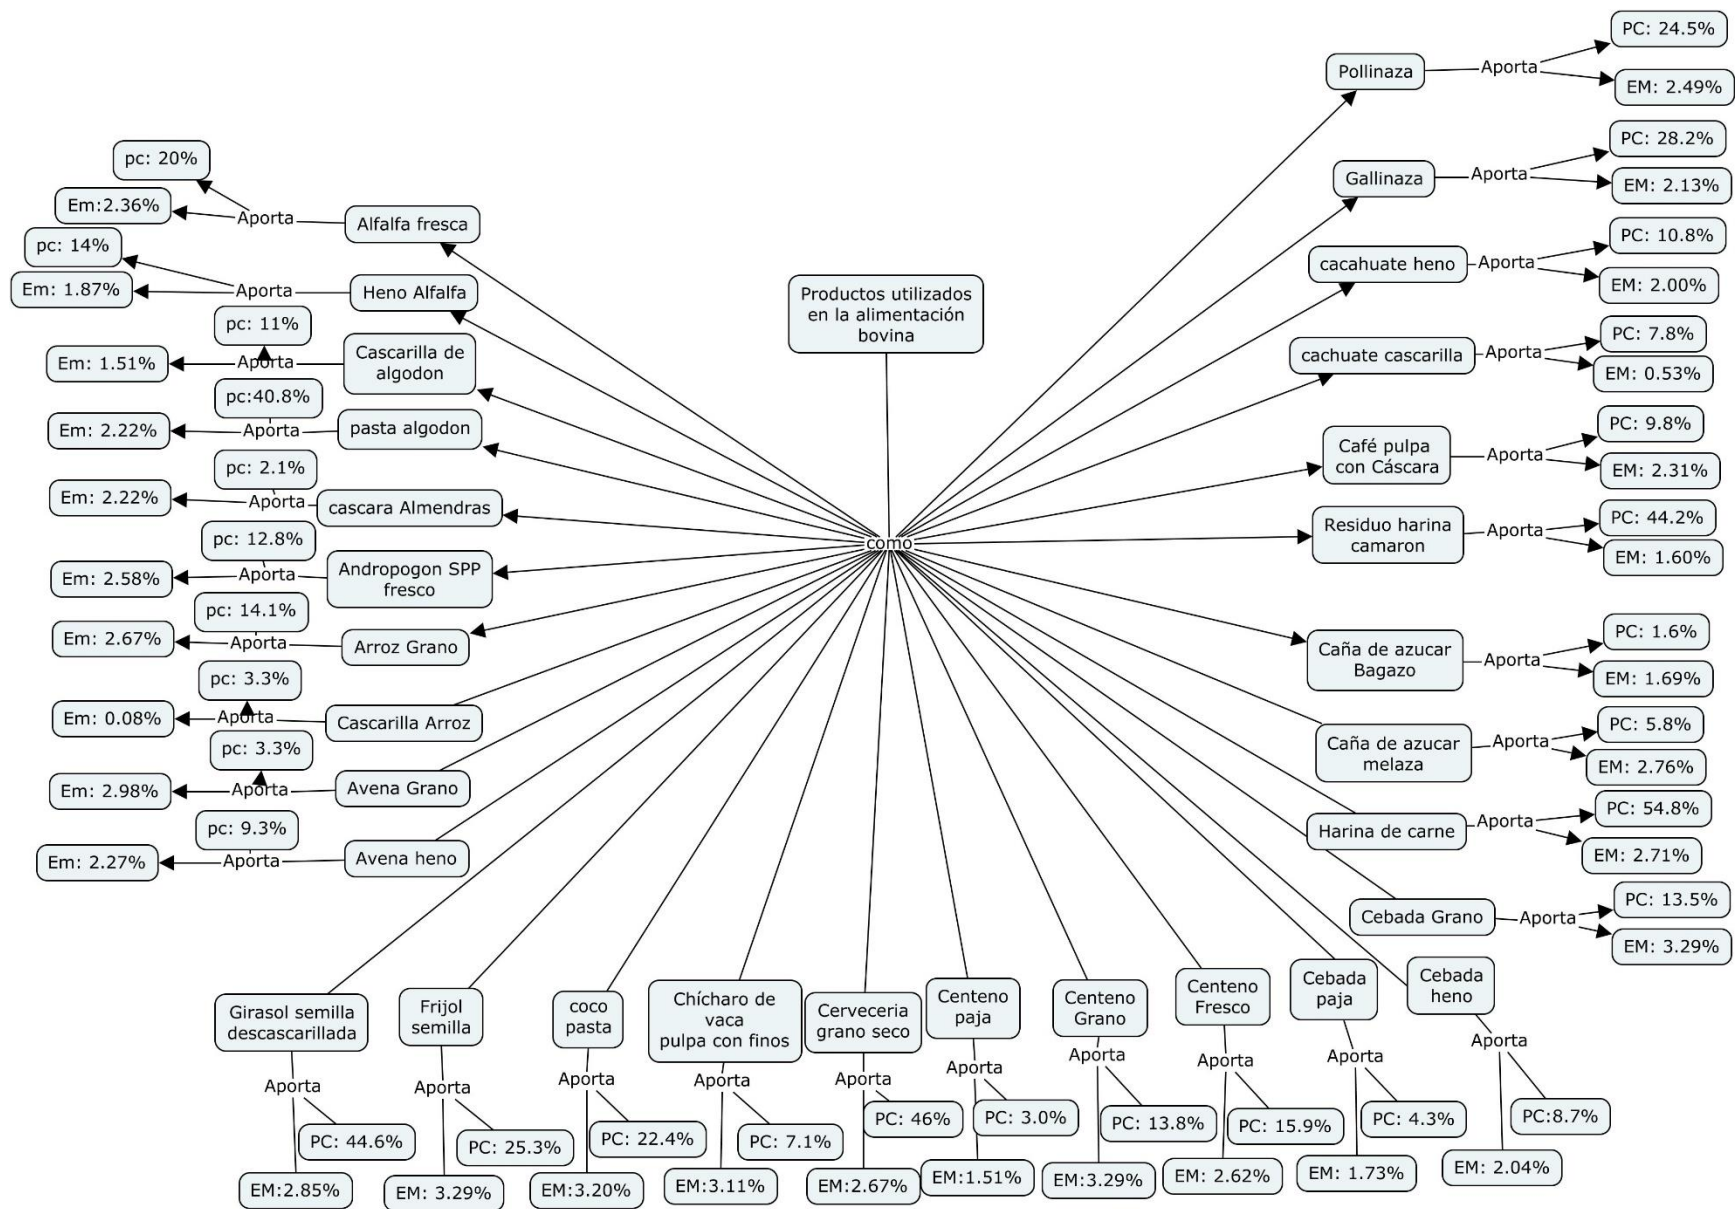 Productos utilizados
en la alimentación
bovina
como
Alfalfa fresca
Aporta
pc: 20%
Em:2.36%
Heno Alfalfa
Aporta
pc: 14%
Em: 1.87%
Cascarilla de
algodon
Aporta
pc: 11%
Em: 1.51%
pasta algodon
Aporta
pc:40.8%
Em: 2.22%
cascara Almendras
Aporta
pc: 2.1%
Em: 2.22%
Andropogon SPP
fresco
Aporta
pc: 12.8%
Em: 2.58%
Arroz Grano
Aporta
pc: 14.1%
Em: 2.67%
Cascarilla Arroz
Aporta
pc: 3.3%
Em: 0.08%
Avena Grano
Aporta
pc: 3.3%
Em: 2.98%
Avena heno
Aporta
pc: 9.3%
Em: 2.27%
Girasol semilla
descascarillada
Aporta
PC: 44.6%
EM:2.85%
Frijol
semilla
Aporta
PC: 25.3%
EM: 3.29%
coco
pasta
Aporta
PC: 22.4%
EM:3.20%
Chícharo de
vaca
pulpa con finos
Aporta
PC: 7.1%
EM:3.11%
Cerveceria
grano seco
Aporta
PC: 46%
EM:2.67%
Centeno
paja
Aporta
PC: 3.0%
EM:1.51%
Centeno
Grano
Aporta
PC: 13.8%
EM:3.29%
Centeno
Fresco
Aporta
PC: 15.9%
EM: 2.62%
Cebada
paja
Aporta
PC: 4.3%
EM: 1.73%
Cebada
heno
Aporta
PC:8.7%
EM: 2.04%
Pollinaza
Aporta
PC: 24.5%
EM: 2.49%
Gallinaza
Aporta
PC: 28.2%
EM: 2.13%
cacahuate heno
Aporta
PC: 10.8%
EM: 2.00%
cachuate cascarilla
Aporta
PC: 7.8%
EM: 0.53%
Café pulpa
con Cáscara
Aporta
PC: 9.8%
EM: 2.31%
Residuo harina
camaron
Aporta
PC: 44.2%
EM: 1.60%
Caña de azucar
Bagazo
Aporta
PC: 1.6%
EM: 1.69%
Caña de azucar
melaza
Aporta
PC: 5.8%
EM: 2.76%
Harina de carne
Aporta
PC: 54.8%
EM: 2.71%
Cebada Grano
Aporta
PC: 13.5%
EM: 3.29%